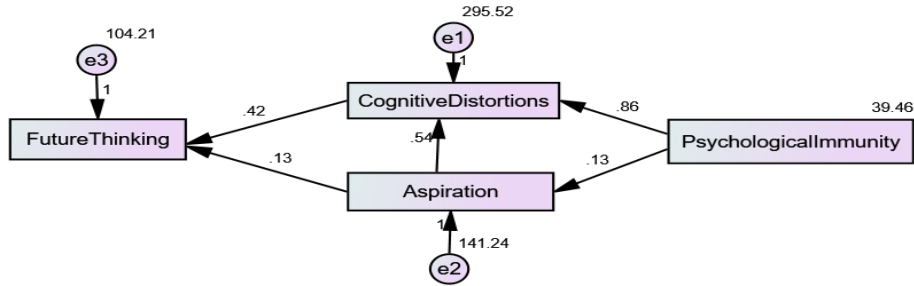 295.52
104.21
e1
e3
1
1
CognitiveDistortions
.42
.86
39.46
FutureThinking
.54
PsychologicalImmunity
.13
.13
Aspiration
1
141.24
e2